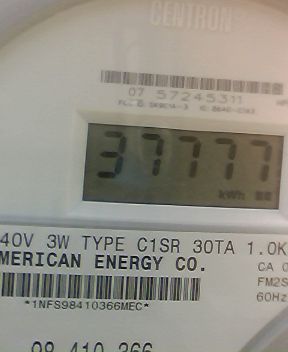 CENTRON
07 57245311
37777
kWh
40V 3W TYPE C1SR 30TA 1.0K
MERICAN ENERGY CO.
CA 0
FM2S
60Hz
*1NFS98410366MEC*
98 410 366